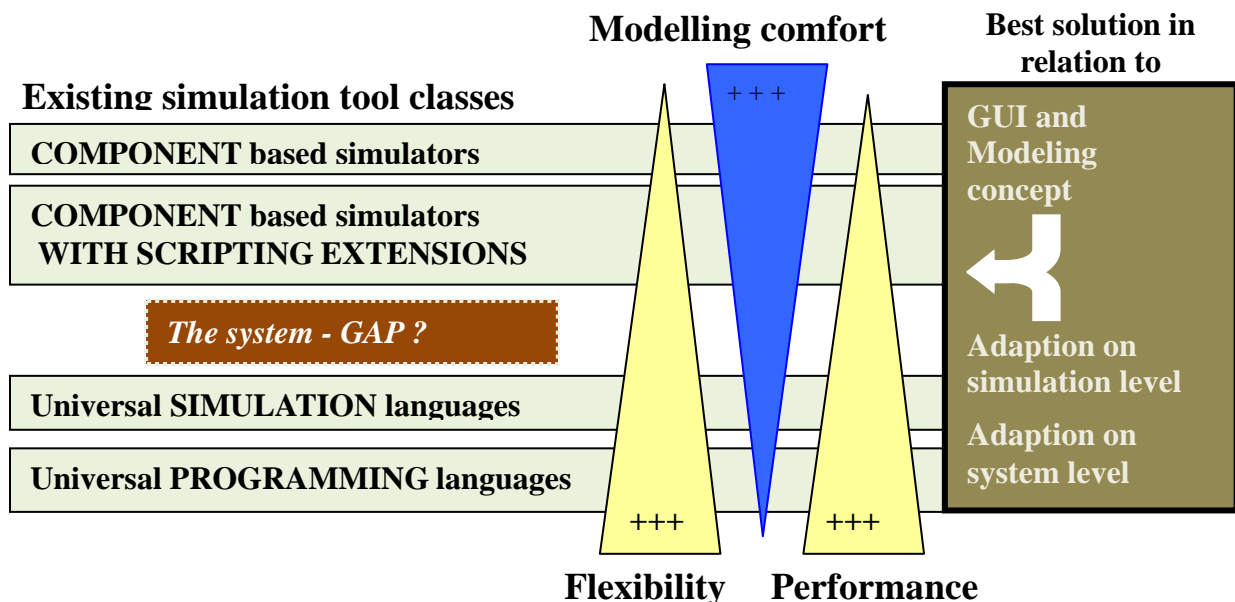 Modelling comfort
Best solution in
relation to
Existing simulation tool classes
+ + +
COMPONENT based simulators
COMPONENT based simulators
WITH SCRIPTING EXTENSIONS
The system - GAP ?
Universal SIMULATION languages
Universal PROGRAMMING languages
+++
+++
GUI and
Modeling
concept
Adaption on
simulation level
Adaption on
system level
Flexibility
Performance